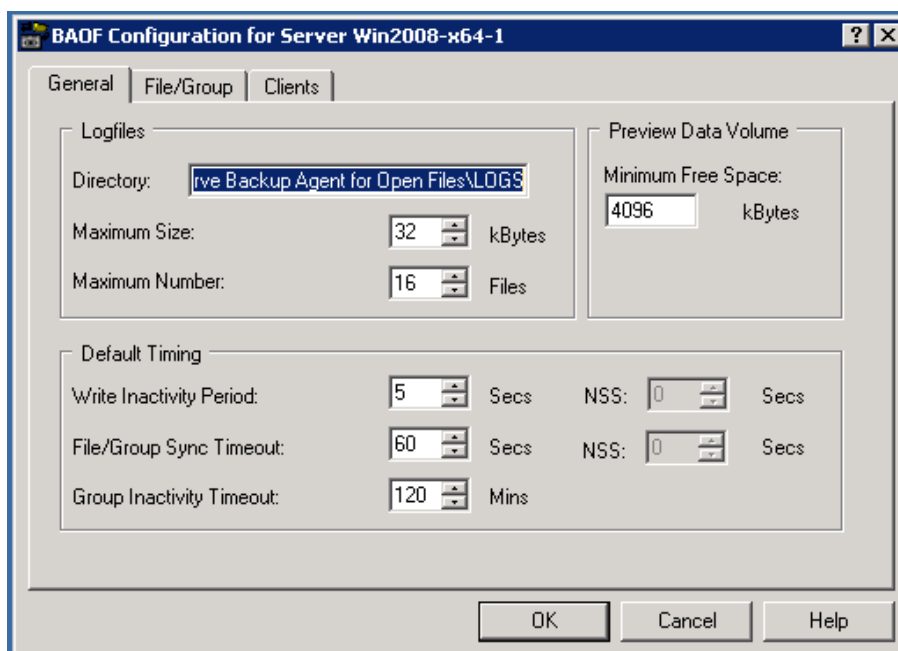 BAOF Configuration for Server Win2008-x64-1
General File/Group Clients
Logfiles
Directory: rve Backup Agent for Open Files\LOGS
Maximum Size: 32 kBytes
Maximum Number: 16 Files
Preview Data Volume
Minimum Free Space:
4096 kBytes
Default Timing
Write Inactivity Period: 5 Secs NSS: 0 Secs
File/Group Sync Timeout: 60 Secs NSS: 0 Secs
Group Inactivity Timeout: 120 Mins
OK Cancel Help